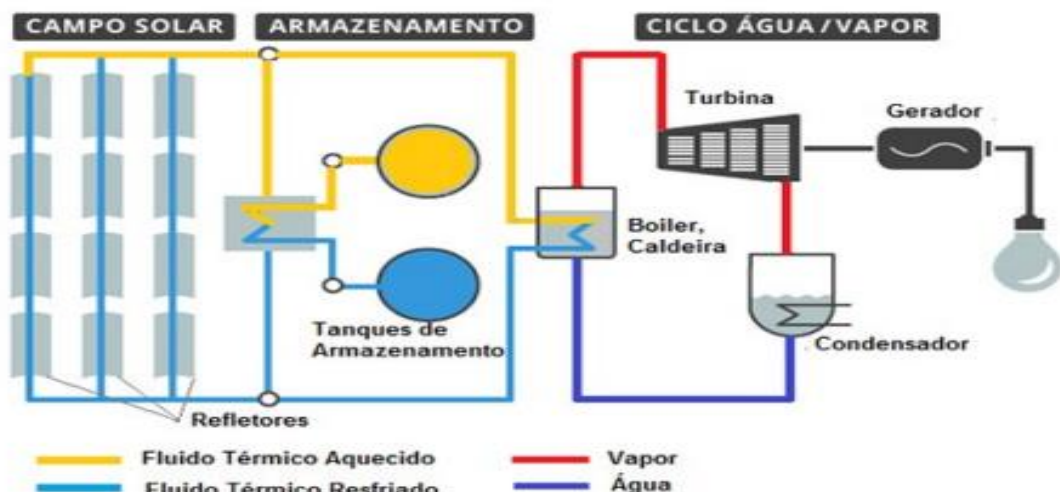 CAMPO SOLAR
ARMAZENAMENTO
CICLO ÁGUA / VAPOR
Turbina
Gerador
Boiler,
Caldeira
Tanques de
Armazenamento
Condensador
Refletores
Fluido Térmico Aquecido
Vapor
Fluido Térmico Resfriado
Água